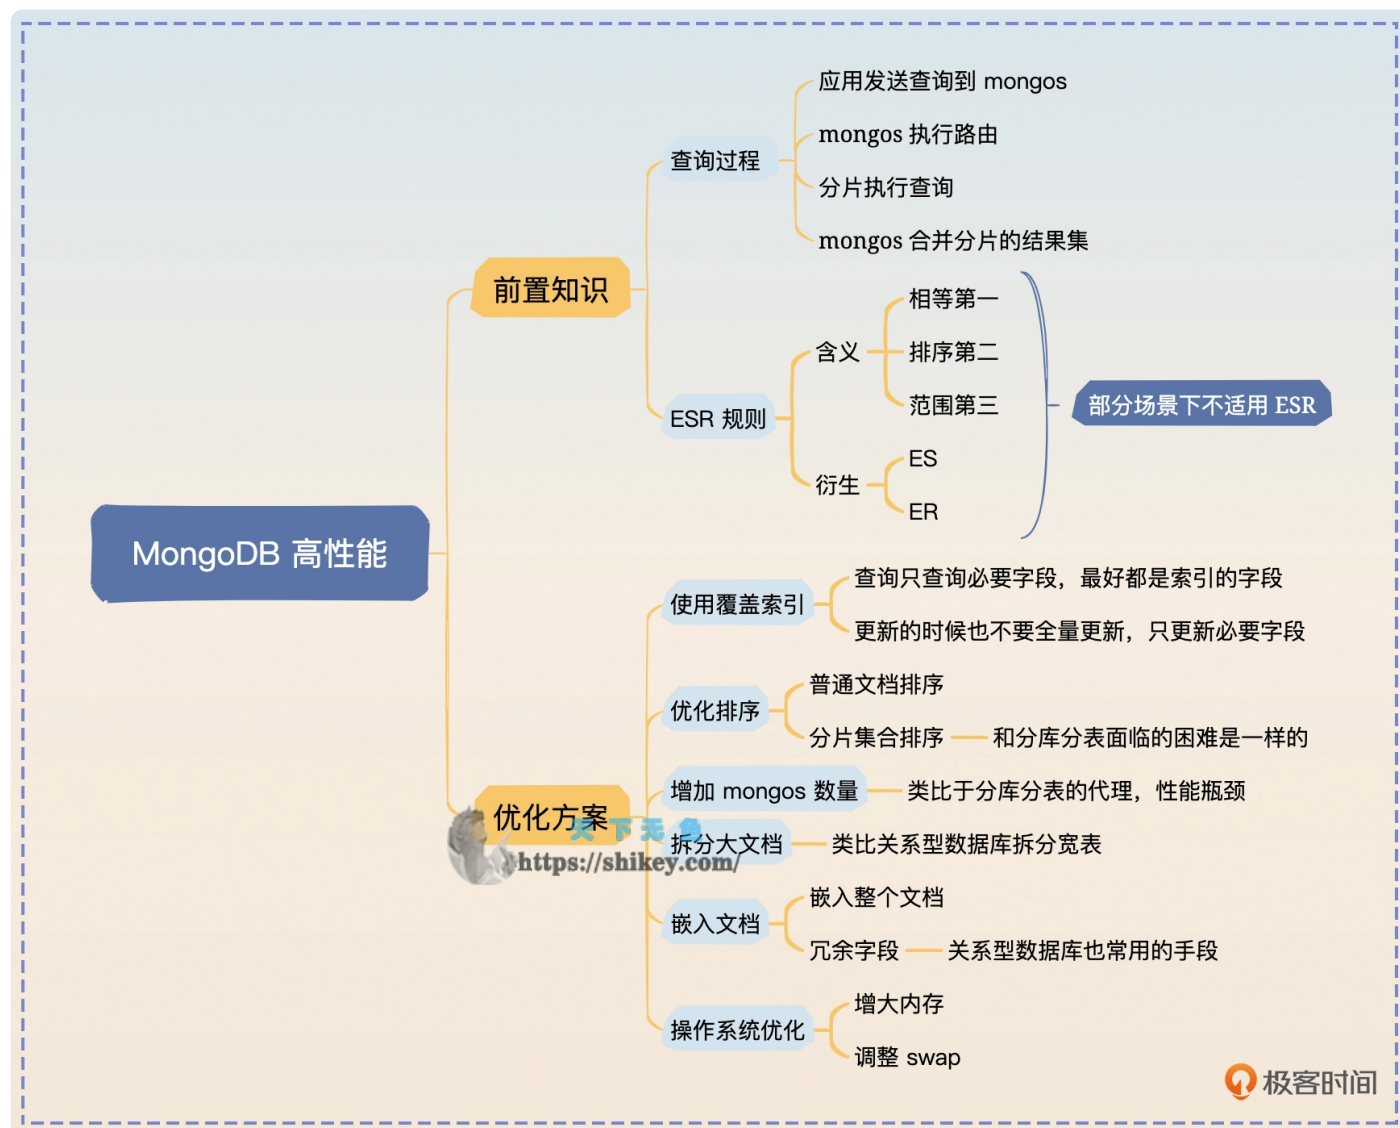 应用发送查询到 mongos
mongos 执行路由
查询过程
分片执行查询
mongos 合并分片的结果集
前置知识
相等第一
含义
排序第二
范围第三
部分场景下不适用 ESR
ESR 规则
ES
衍生
ER
MongoDB 高性能
查询只查询必要字段，最好都是索引的字段
使用覆盖索引
更新的时候也不要全量更新，只更新必要字段
普通文档排序
优化排序
分片集合排序
和分库分表面临的困难是一样的
增加 mongos 数量
类比于分库分表的代理，性能瓶颈
优化方案
天下无鱼
拆分大文档
类比关系型数据库拆分宽表
https://shikey.com/
嵌入整个文档
嵌入文档
冗余字段
关系型数据库也常用的手段
增大内存
操作系统优化
调整 swap
极客时间